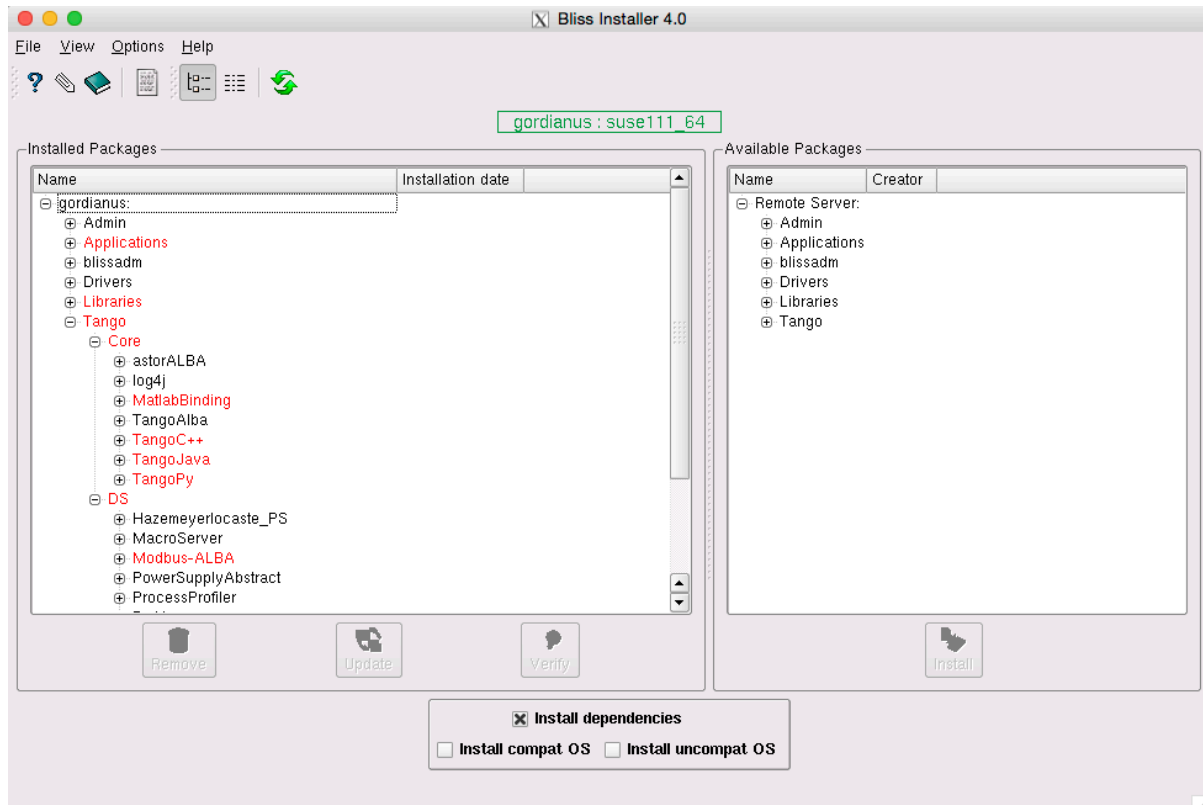 Bliss Installer 4.0
File View Options Help
gordianus : suse111_64
Installed Packages
Available Packages
Name Installation date
Name Creator
gordianus:
Admin
Applications
blissadm
Drivers
Libraries
Tango
Core
astorALBA
log4j
MatlabBinding
TangoAlba
TangoC++
TangoJava
TangoPy
DS
Hazemeyerlocaste_PS
MacroServer
Modbus-ALBA
PowerSupplyAbstract
ProcessProfiler
Remote Server:
Admin
Applications
blissadm
Drivers
Libraries
Tango
Remove
Update
Verify
Install
Install dependencies
Install compat OS Install uncompat OS